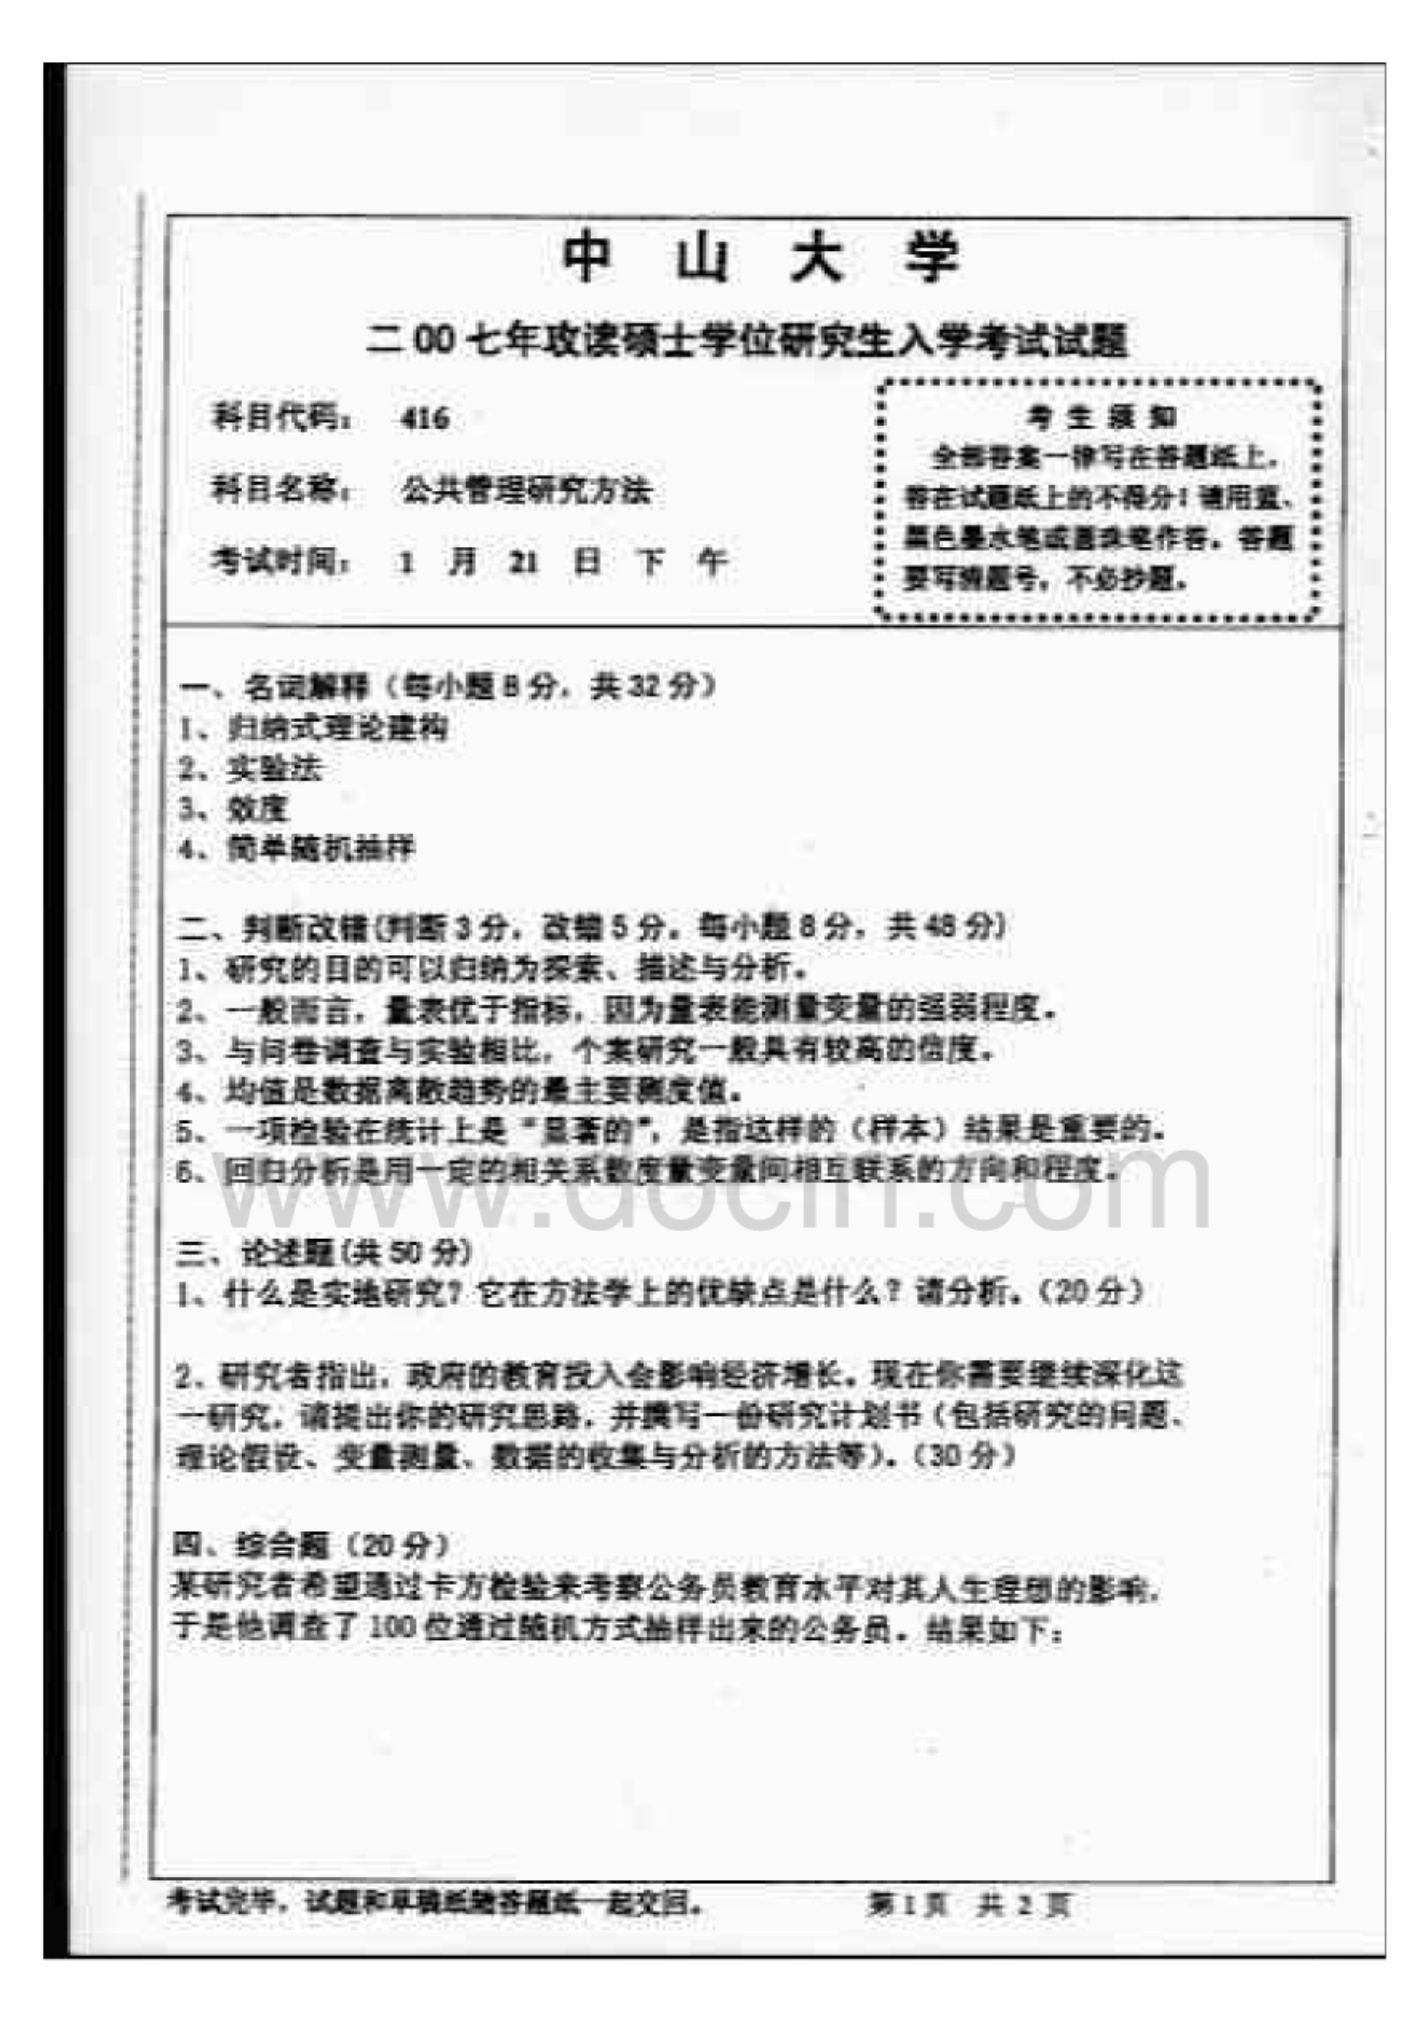 中山大学
二00七年攻读硕士学位研究生入学考试试题
科目代码： 416
科目名称： 公共管理研究方法
考试时间： 1 月 21 日 下 午
考生须知
全部答案一律写在答题纸上，
答在试题纸上的不得分！请用蓝、
黑色墨水笔或圆珠笔作答。答题
要写清题号，不必抄题。
一、名词解释（每小题8分，共32分）
1、归纳式理论建构
2、实验法
3、效度
4、简单随机抽样
二、判断改错(判断3分，改错5分。每小题8分，共48分)
1、研究的目的可以归纳为探索、描述与分析。
2、一般而言，量表优于指标，因为量表能测量变量的强弱程度。
3、与问卷调查与实验相比，个案研究一般具有较高的信度。
4、均值是数据离散趋势的最主要测度值。
5、一项检验在统计上是“显著的”，是指这样的（样本）结果是重要的。
6、回归分析是用一定的相关系数度量变量间相互联系的方向和程度。
www.docin.com
三、论述题(共50分)
1、什么是实地研究？它在方法学上的优缺点是什么？请分析。（20分）
2、研究者指出，政府的教育投入会影响经济增长。现在你需要继续深化这
一研究，请提出你的研究思路，并撰写一份研究计划书（包括研究的问题、
理论假设、变量测量、数据的收集与分析的方法等）。（30分）
四、综合题（20分）
某研究者希望通过卡方检验来考察公务员教育水平对其人生理想的影响，
于是他调查了100位通过随机方式抽样出来的公务员。结果如下：
考试完毕，试题和草稿纸随答题纸一起交回。 第1页 共2页